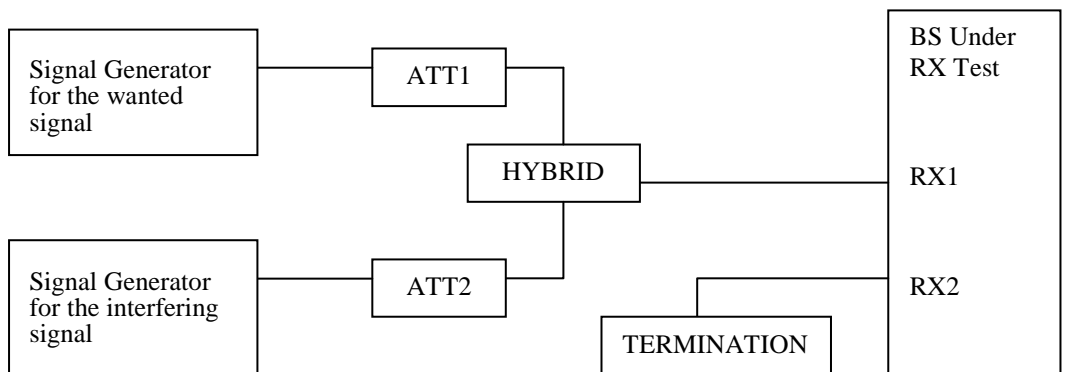 Signal Generator
for the wanted
signal
ATT1
HYBRID
Signal Generator
for the interfering
signal
ATT2
TERMINATION
BS Under
RX Test
RX1
RX2